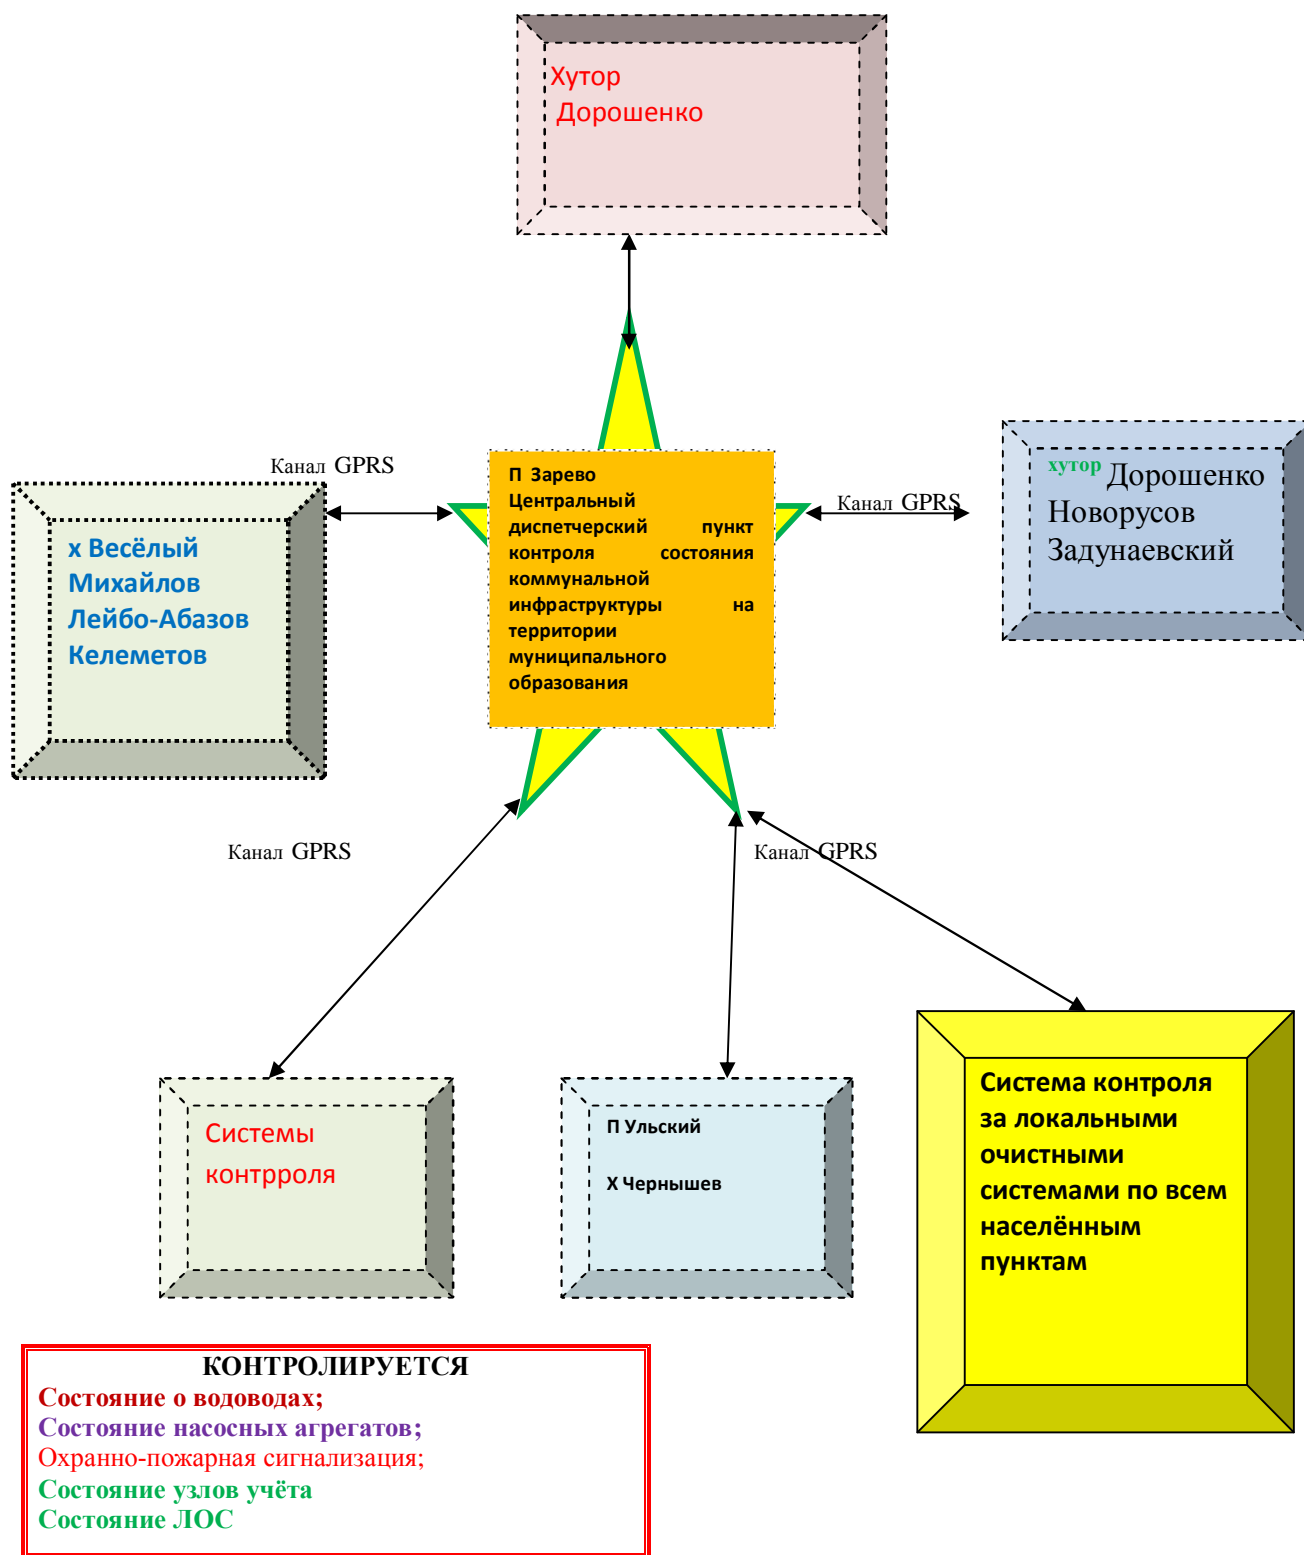 Хутор
Дорошенко
Канал GPRS
х Весёлый
Михайлов
Лейбо-Абазов
Келеметов
П Зарево
Центральный
диспетчерский пункт
контроля состояния
коммунальной
инфраструктуры на
территории
муниципального
образования
Канал GPRS
хутор Дорошенко
Новорусов
Задунаевский
Канал GPRS
Канал GPRS
Системы
контрроля
П Ульский
Х Чернышев
Система контроля
за локальными
очистными
системами по всем
населённым
пунктам
КОНТРОЛИРУЕТСЯ
Состояние о водоводах;
Состояние насосных агрегатов;
Охранно-пожарная сигнализация;
Состояние узлов учёта
Состояние ЛОС